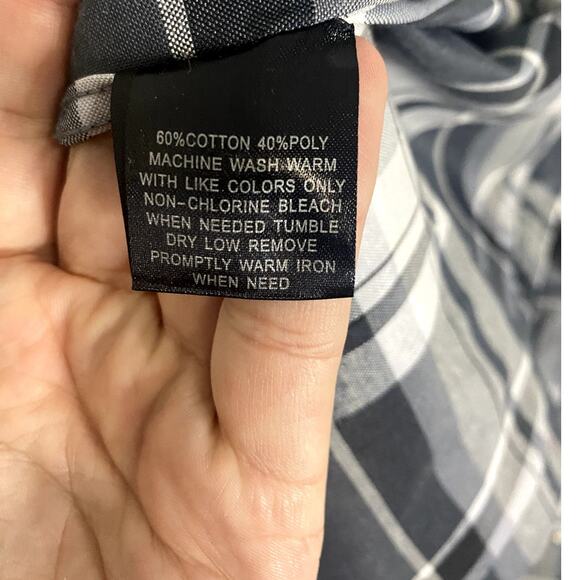 60%COTTON 40%POLY
MACHINE WASH WARM
WITH LIKE COLORS ONLY
NON-CHLORINE BLEACH
WHEN NEEDED TUMBLE
DRY LOW REMOVE
PROMPTLY WARM IRON
WHEN NEED